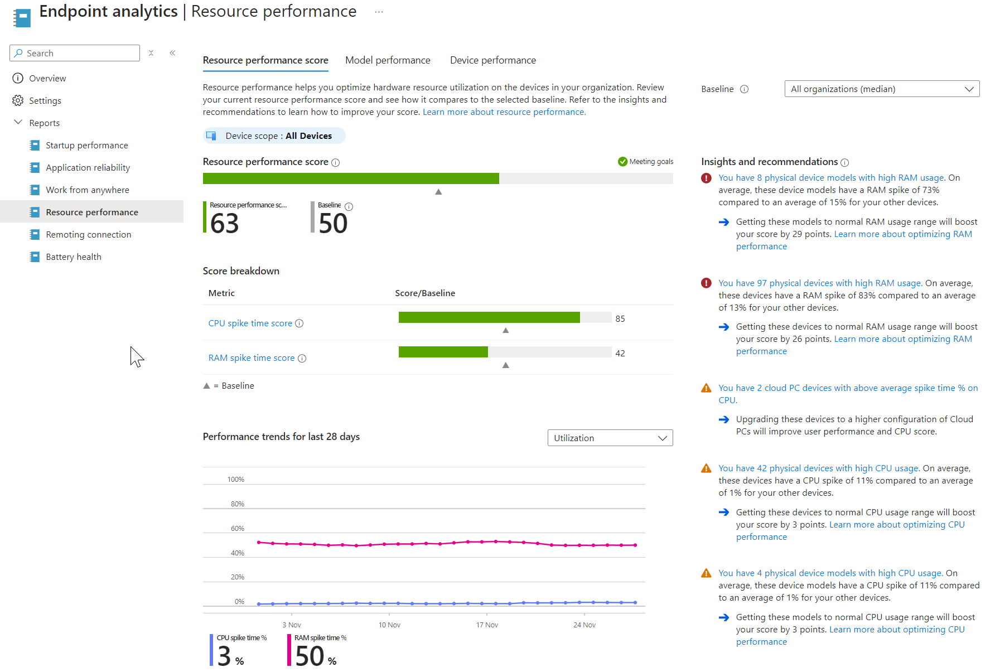 Endpoint analytics | Resource performance ...
Search
Overview
Settings
Reports
Startup performance
Application reliability
Work from anywhere
Resource performance
Remoting connection
Battery health
Resource performance score
Model performance
Device performance
Resource performance helps you optimize hardware resource utilization on the devices in your organization. Review
your current resource performance score and see how it compares to the selected baseline. Refer to the insights and
recommendations to learn how to improve your score. Learn more about resource performance.
Baseline
All organizations (median)
Device scope : All Devices
Resource performance score
Meeting goals
Resource performance sc...
63
Baseline
50
Score breakdown
Metric
Score/Baseline
CPU spike time score
85
RAM spike time score
42
▲ = Baseline
Performance trends for last 28 days
Utilization
100%
80%
60%
40%
20%
0%
3 Nov
10 Nov
17 Nov
24 Nov
CPU spike time %
3 %
RAM spike time %
50 %
Insights and recommendations
You have 8 physical device models with high RAM usage. On
average, these device models have a RAM spike of 73%
compared to an average of 15% for your other devices.
Getting these models to normal RAM usage range will boost
your score by 29 points. Learn more about optimizing RAM
performance
You have 97 physical devices with high RAM usage. On average,
these devices have a RAM spike of 83% compared to an average
of 13% for your other devices.
Getting these devices to normal RAM usage range will boost
your score by 26 points. Learn more about optimizing RAM
performance
You have 2 cloud PC devices with above average spike time % on
CPU.
Upgrading these devices to a higher configuration of Cloud
PCs will improve user performance and CPU score.
You have 42 physical devices with high CPU usage. On average,
these devices have a CPU spike of 11% compared to an average
of 1% for your other devices.
Getting these devices to normal CPU usage range will boost
your score by 3 points. Learn more about optimizing CPU
performance
You have 4 physical device models with high CPU usage. On
average, these device models have a CPU spike of 11% compared
to an average of 1% for your other devices.
Getting these models to normal CPU usage range will boost
your score by 3 points. Learn more about optimizing CPU
performance